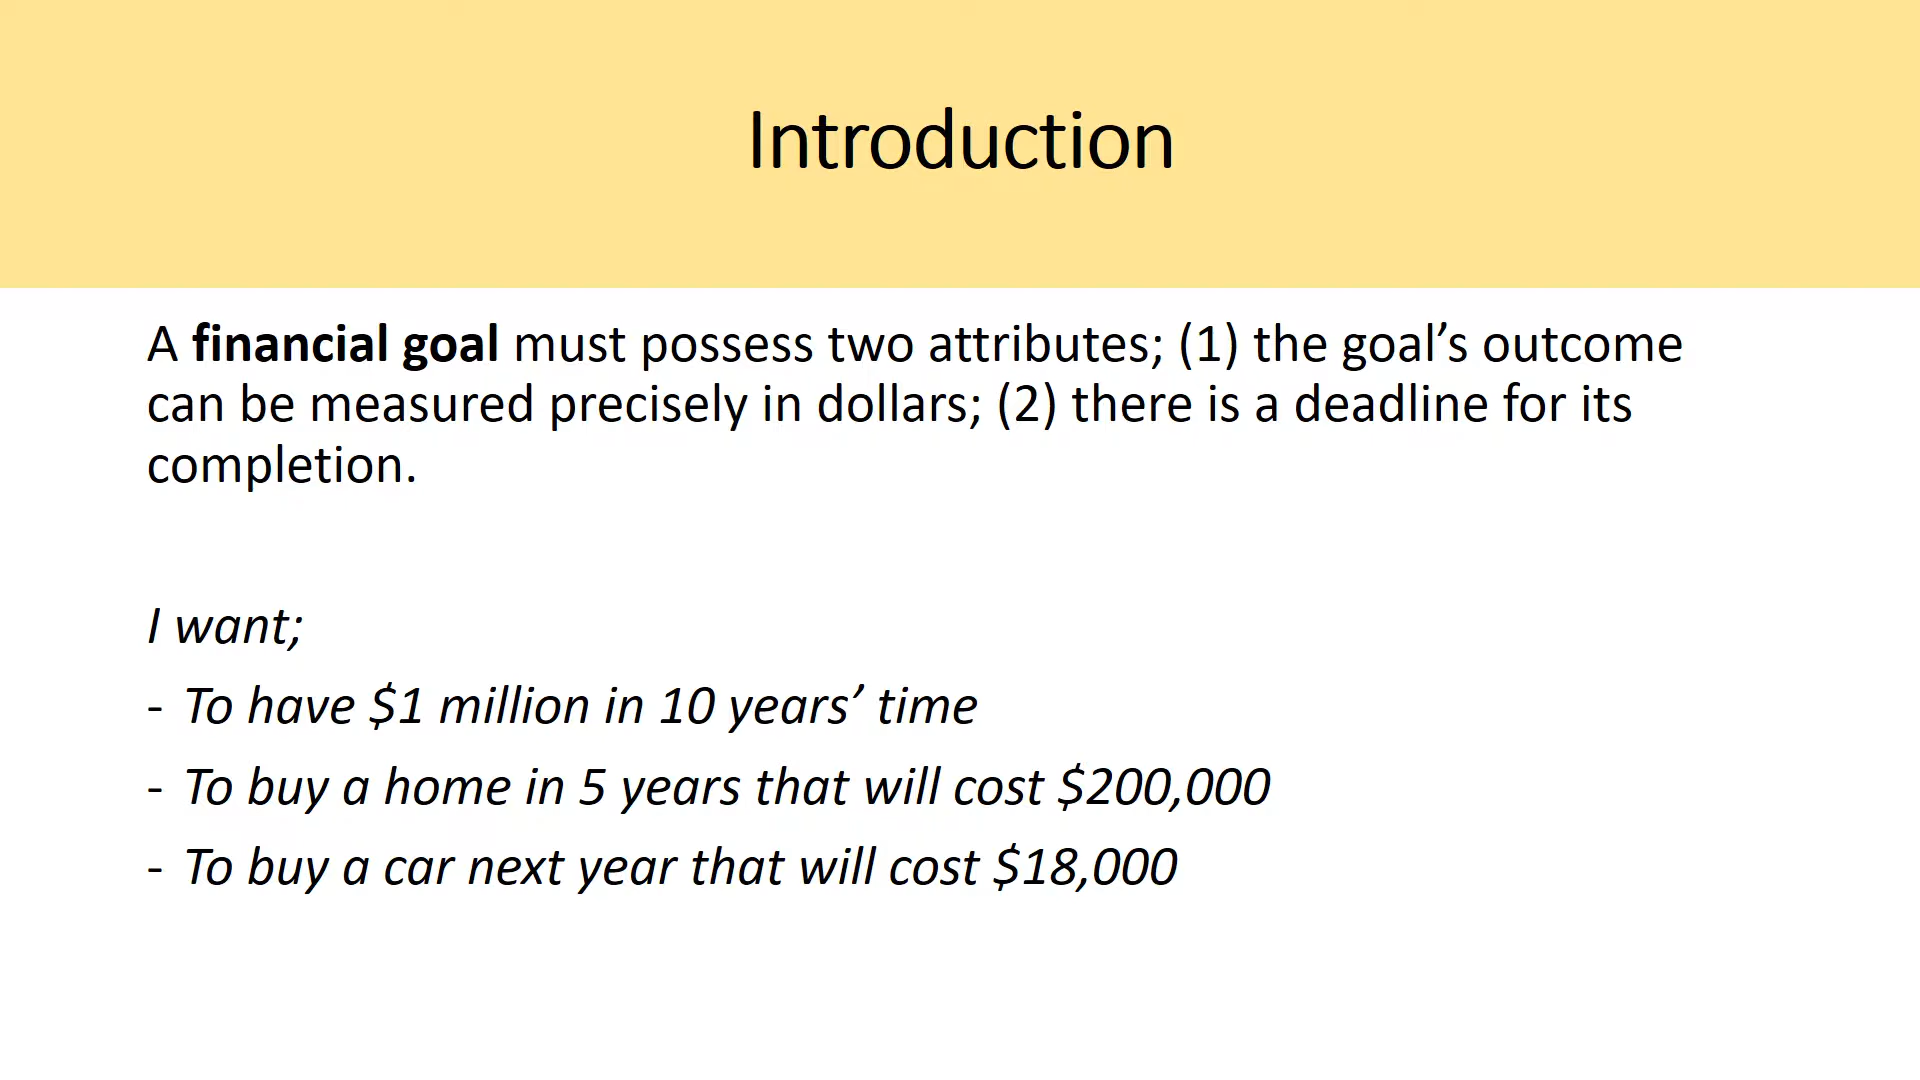 Introduction
A financial goal must possess two attributes; (1) the goal’s outcome
can be measured precisely in dollars; (2) there is a deadline for its
completion.
I want;
- To have $1 million in 10 years’ time
- To buy a home in 5 years that will cost $200,000
- To buy a car next year that will cost $18,000